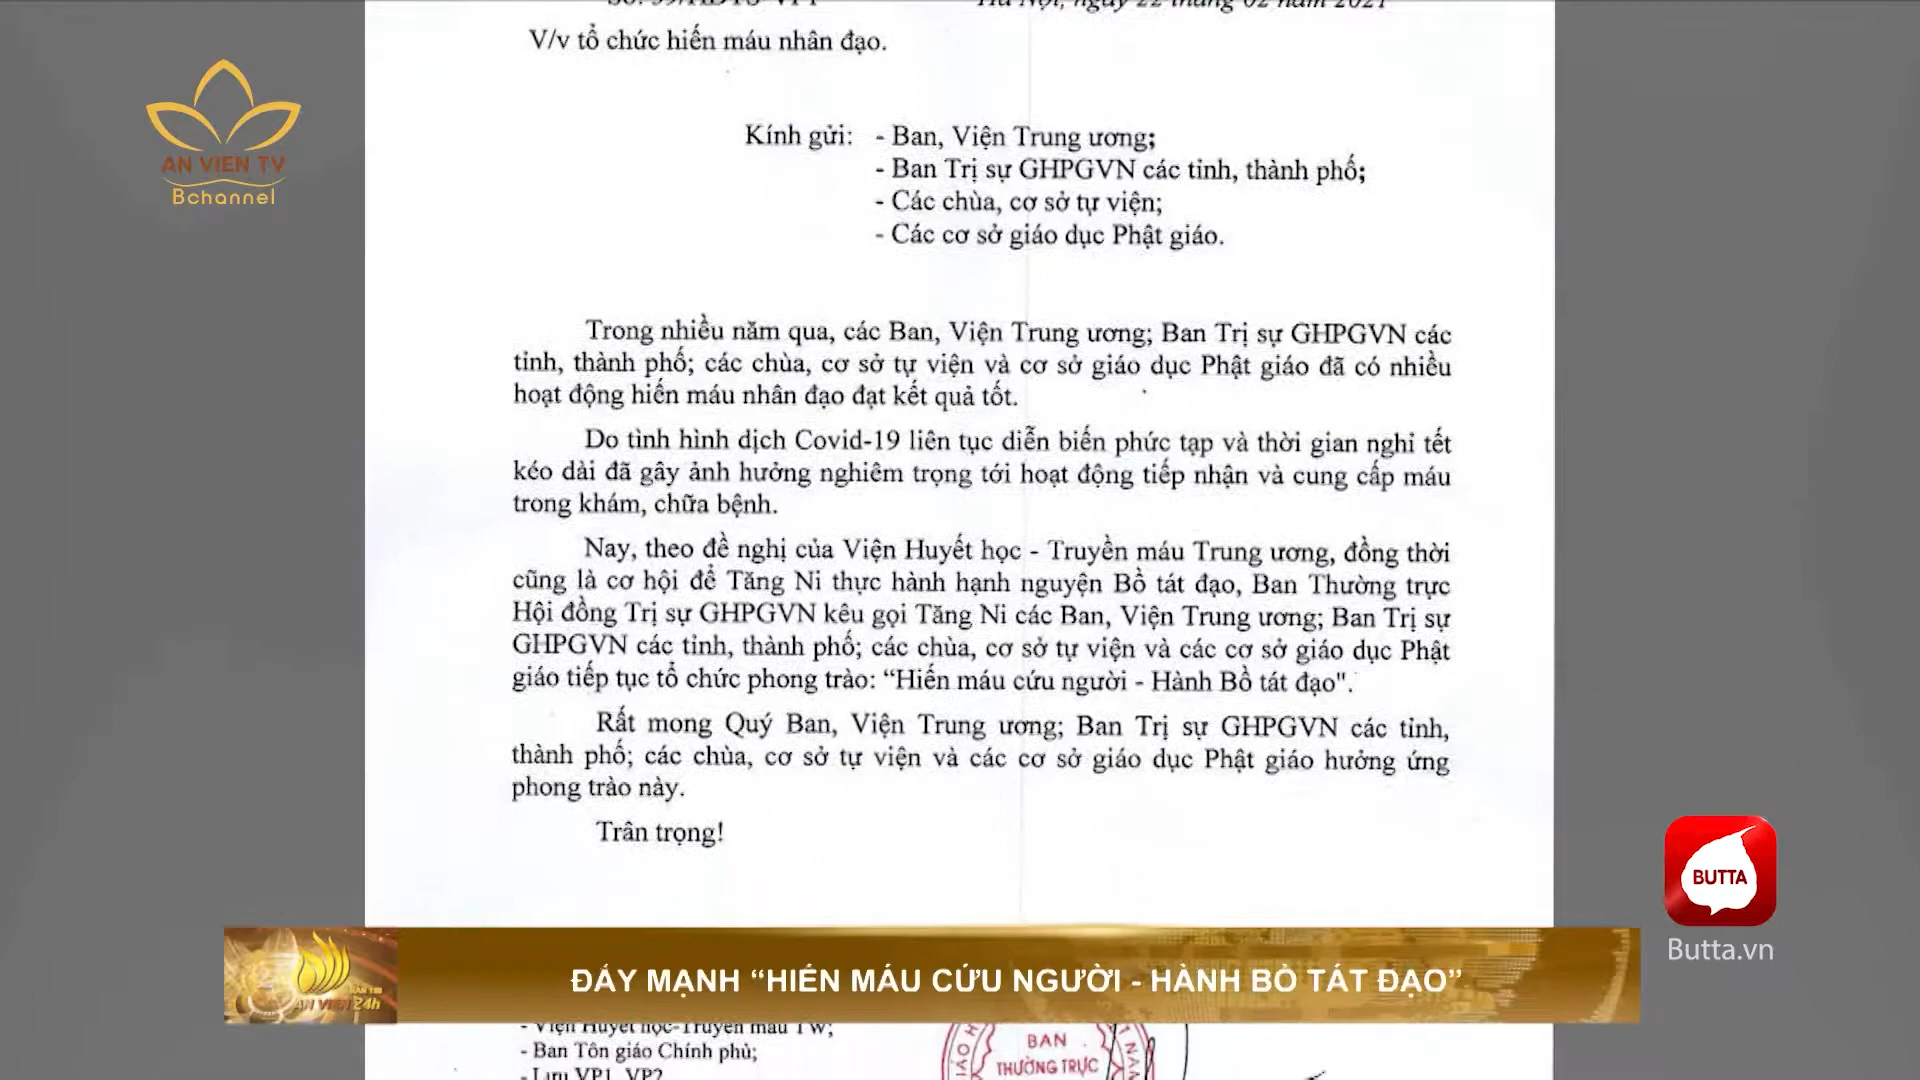 V/v tổ chức hiến máu nhân đạo.
AN VIEN TV
Bchannel
Kính gửi: - Ban, Viện Trung ương;
- Ban Trị sự GHPGVN các tỉnh, thành phố;
- Các chùa, cơ sở tự viện;
- Các cơ sở giáo dục Phật giáo.
Trong nhiều năm qua, các Ban, Viện Trung ương; Ban Trị sự GHPGVN các
tỉnh, thành phố; các chùa, cơ sở tự viện và cơ sở giáo dục Phật giáo đã có nhiều
hoạt động hiến máu nhân đạo đạt kết quả tốt.
Do tình hình dịch Covid-19 liên tục diễn biến phức tạp và thời gian nghỉ tết
kéo dài đã gây ảnh hưởng nghiêm trọng tới hoạt động tiếp nhận và cung cấp máu
trong khám, chữa bệnh.
Nay, theo đề nghị của Viện Huyết học - Truyền máu Trung ương, đồng thời
cũng là cơ hội để Tăng Ni thực hành hạnh nguyện Bồ tát đạo, Ban Thường trực
Hội đồng Trị sự GHPGVN kêu gọi Tăng Ni các Ban, Viện Trung ương; Ban Trị sự
GHPGVN các tỉnh, thành phố; các chùa, cơ sở tự viện và các cơ sở giáo dục Phật
giáo tiếp tục tổ chức phong trào: “Hiến máu cứu người - Hành Bồ tát đạo".
Rất mong Quý Ban, Viện Trung ương; Ban Trị sự GHPGVN các tỉnh,
thành phố; các chùa, cơ sở tự viện và các cơ sở giáo dục Phật giáo hưởng ứng
phong trào này.
Trân trọng!
BUTTA
Butta.vn
AN VIEN 24h
ĐẨY MẠNH “HIẾN MÁU CỨU NGƯỜI - HÀNH BỒ TÁT ĐẠO”
- Viện Huyết học-Truyền máu TW;
- Ban Tôn giáo Chính phủ;
- Lưu VP1, VP2
BAN
THƯỜNG TRỰC